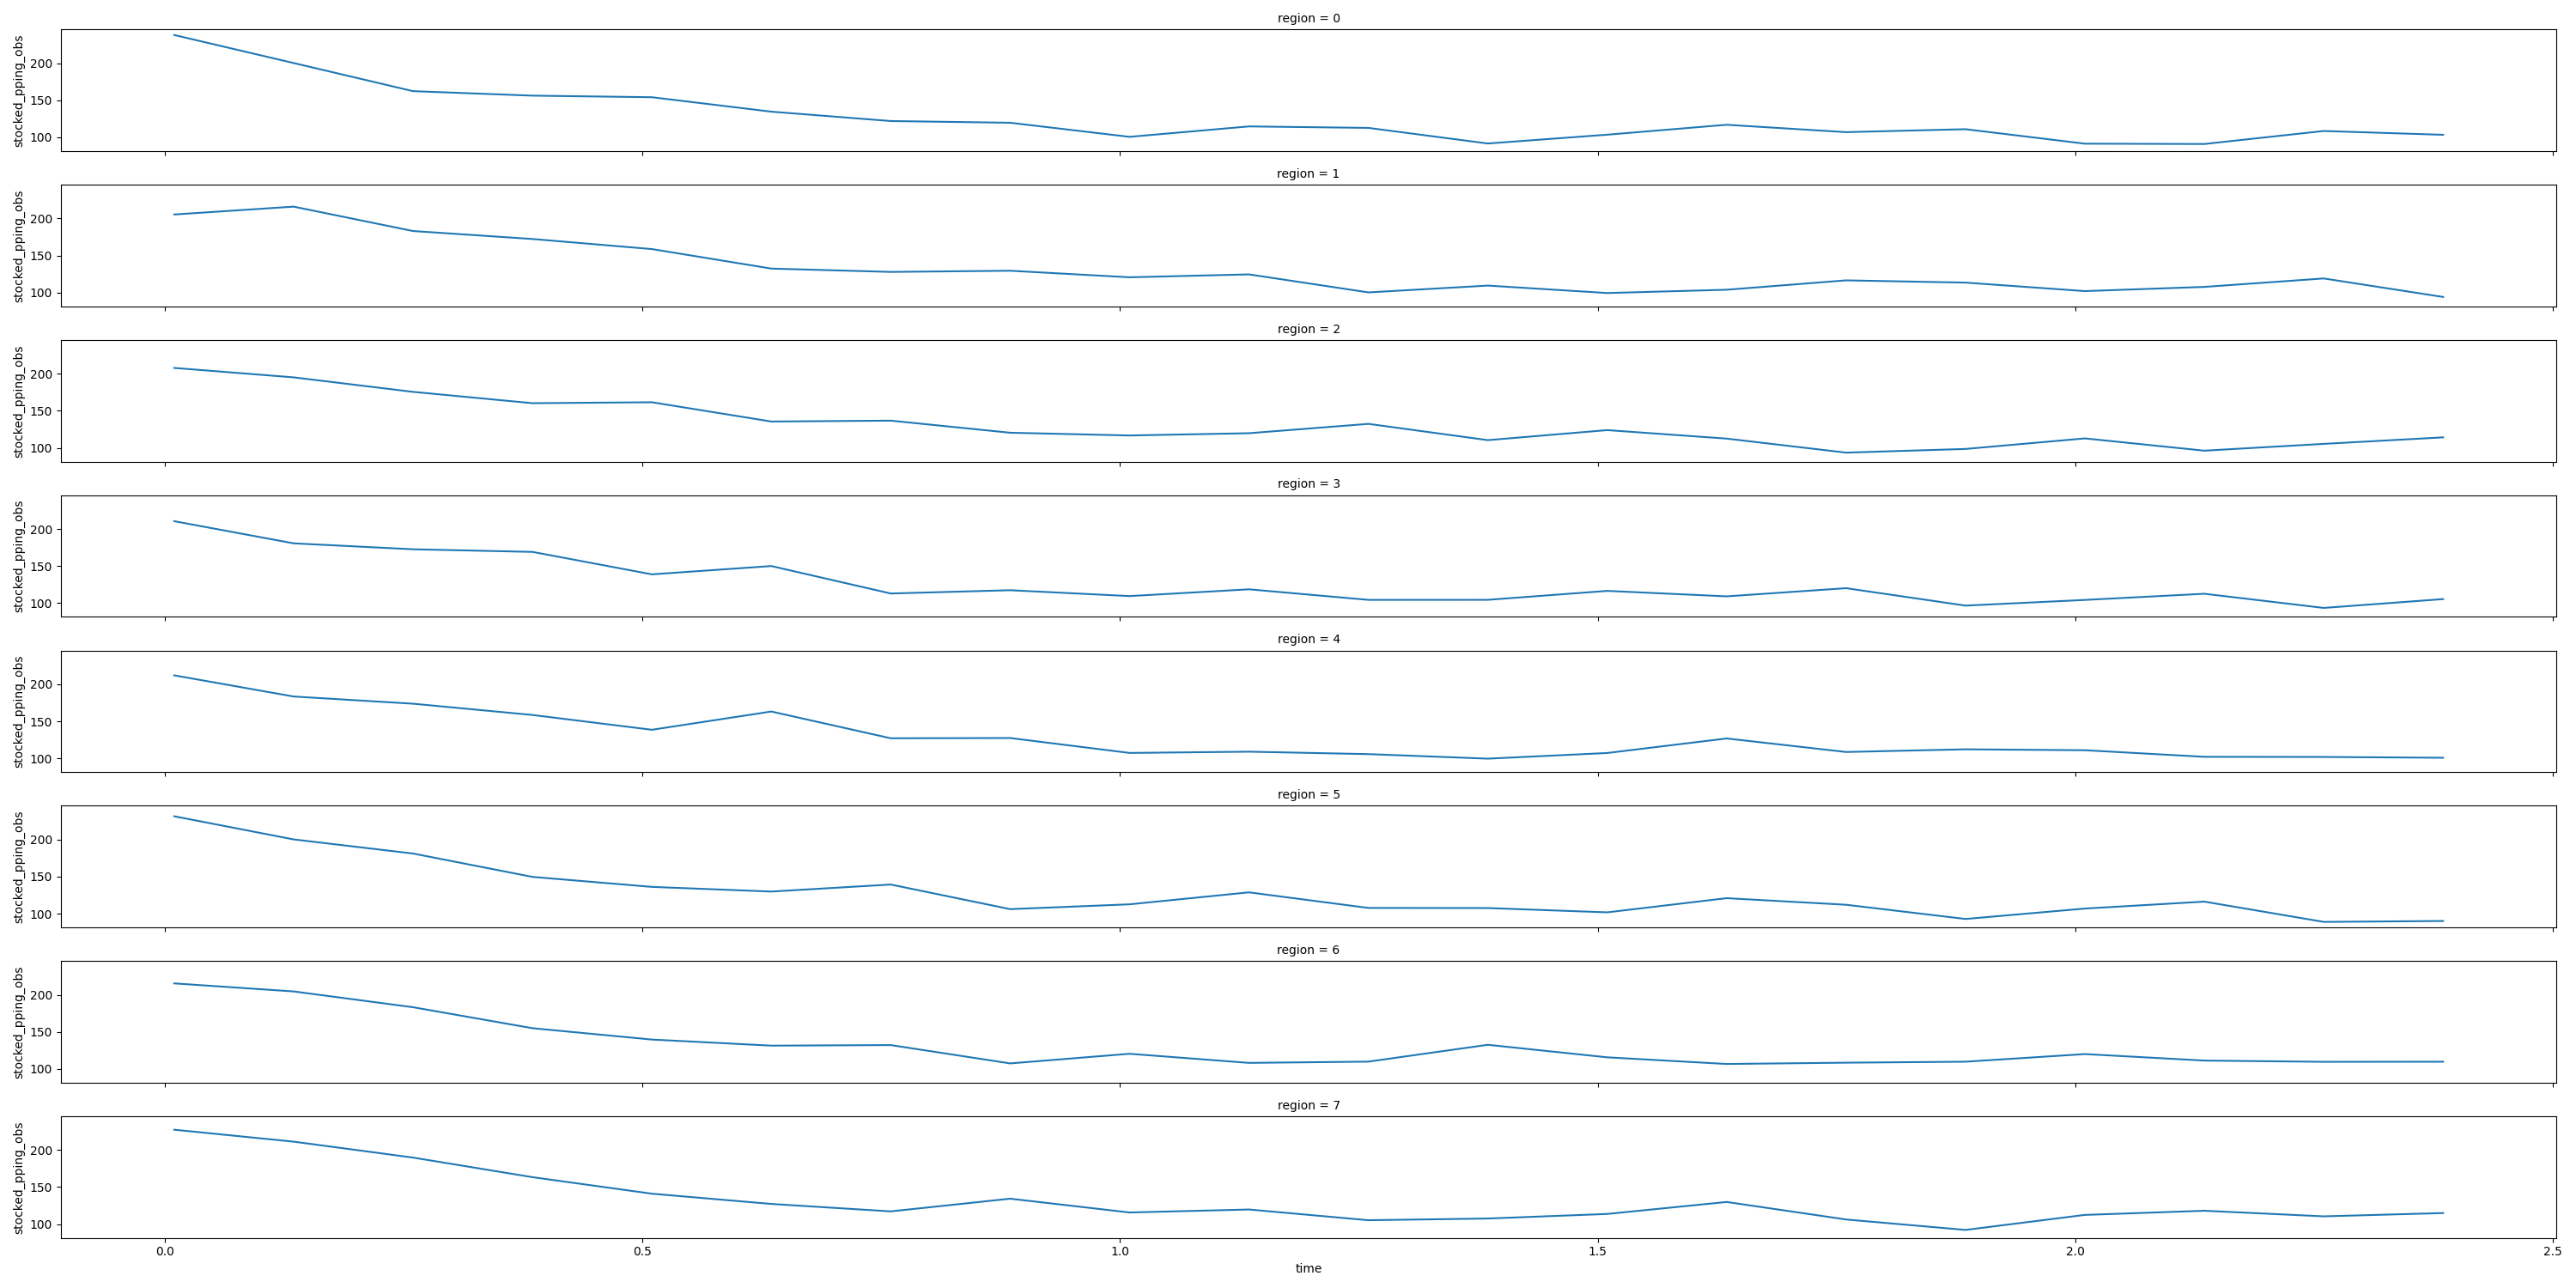 region = 0
stocked_pping_obs
200
150
100
region = 1
stocked_pping_obs
200
150
100
region = 2
stocked_pping_obs
200
150
100
region = 3
stocked_pping_obs
200
150
100
region = 4
stocked_pping_obs
200
150
100
region = 5
stocked_pping_obs
200
150
100
region = 6
stocked_pping_obs
200
150
100
region = 7
stocked_pping_obs
200
150
100
0.0 0.5 1.0 1.5 2.0 2.5
time